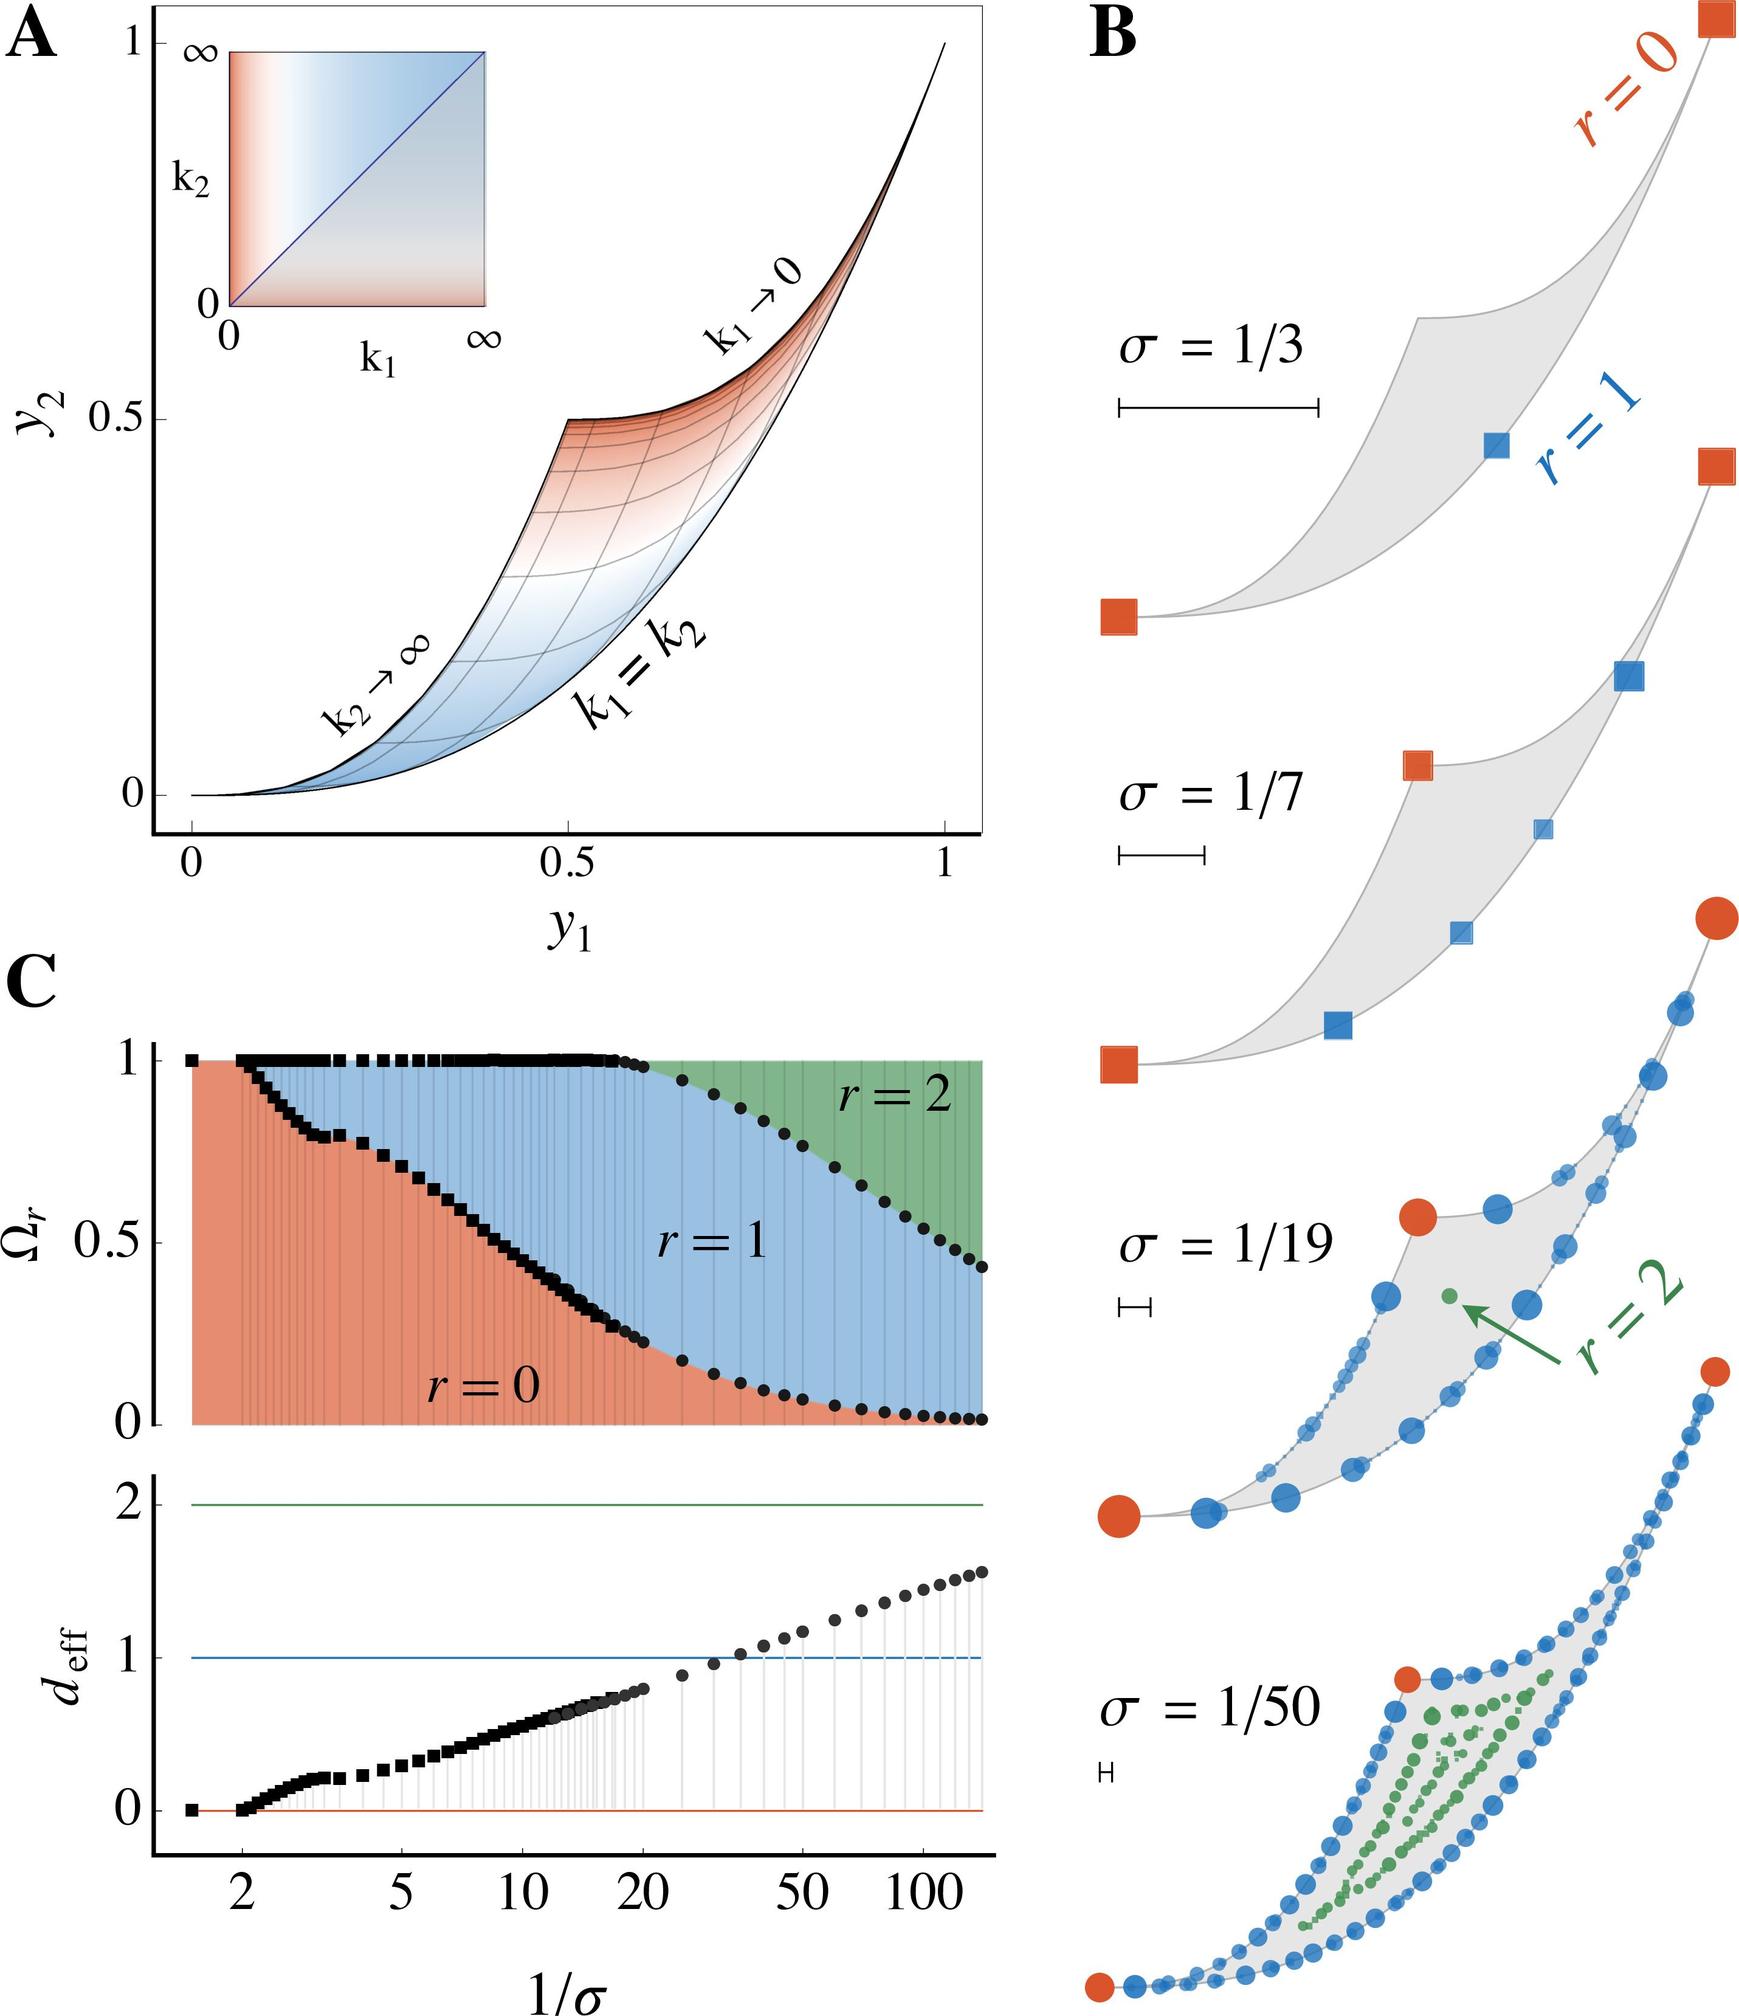 A
1
0.5
0
y₂
0
0.5
1
y₁
∞
k₂
0
0
k₁
∞
k₁ → 0
k₂ → ∞
k₁ = k₂
B
r = 0
σ = 1/3
r = 1
σ = 1/7
σ = 1/19
r = 2
σ = 1/50
C
1
Ωᵣ
0.5
0
r = 2
r = 1
r = 0
2
d_eff
1
0
2
5
10
20
50
100
1/σ